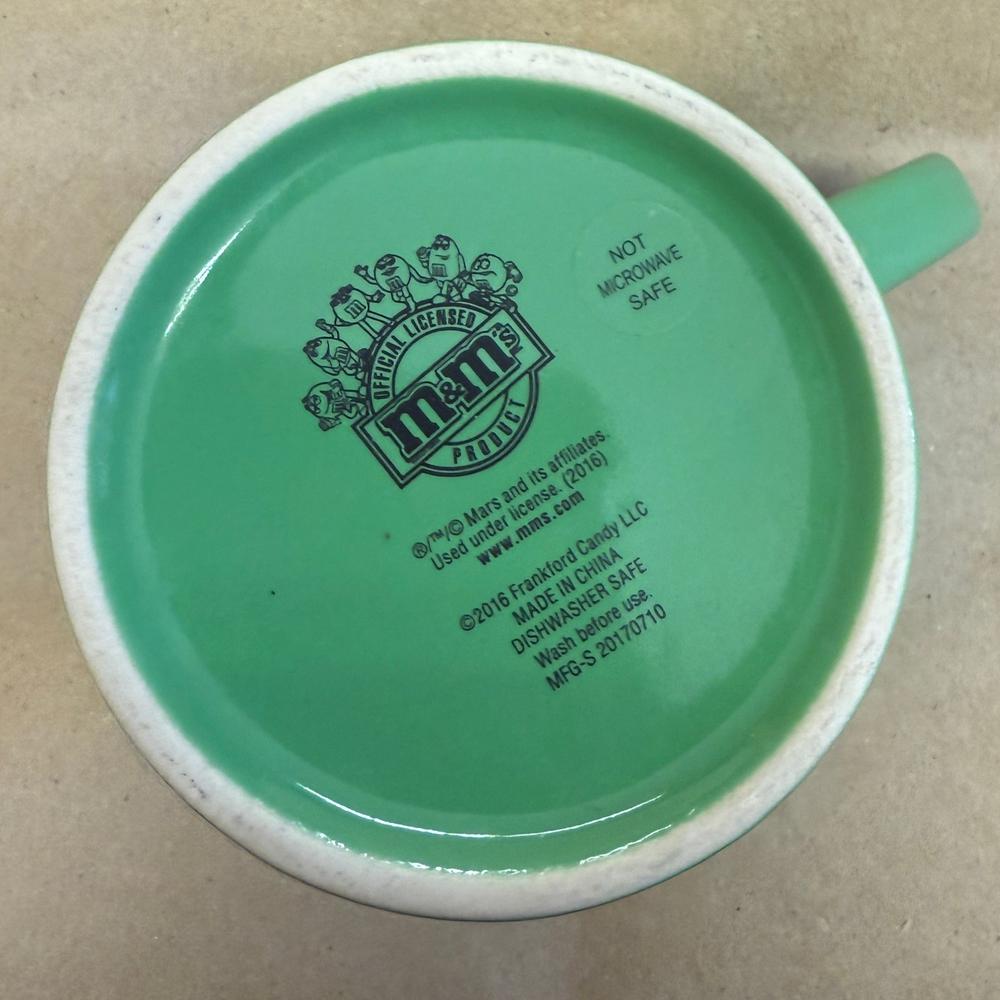 OFFICIAL LICENSED
m&m's
PRODUCT
NOT
MICROWAVE
SAFE
®/™/© Mars and its affiliates.
Used under license. (2016)
www.mms.com
©2016 Frankford Candy LLC
MADE IN CHINA
DISHWASHER SAFE
Wash before use.
MFG-S 20170710